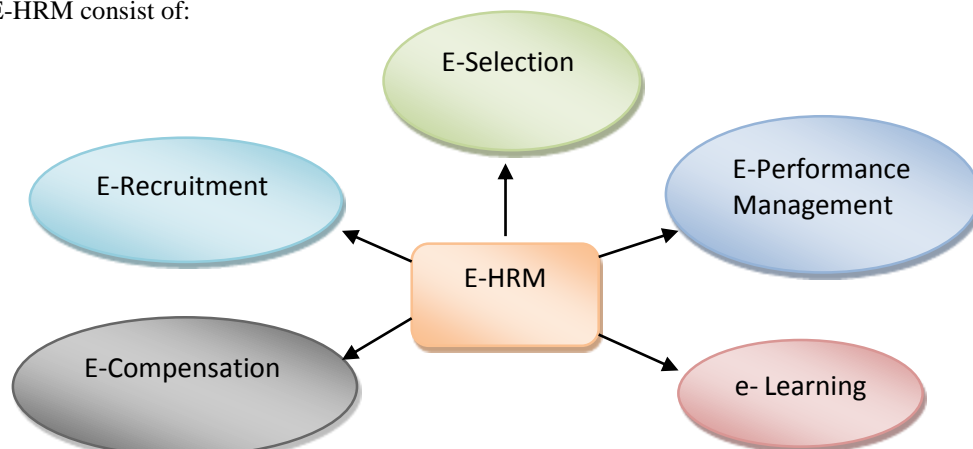 E-HRM consist of:
E-Selection
E-Recruitment
E-Performance
Management
E-HRM
E-Compensation
e- Learning